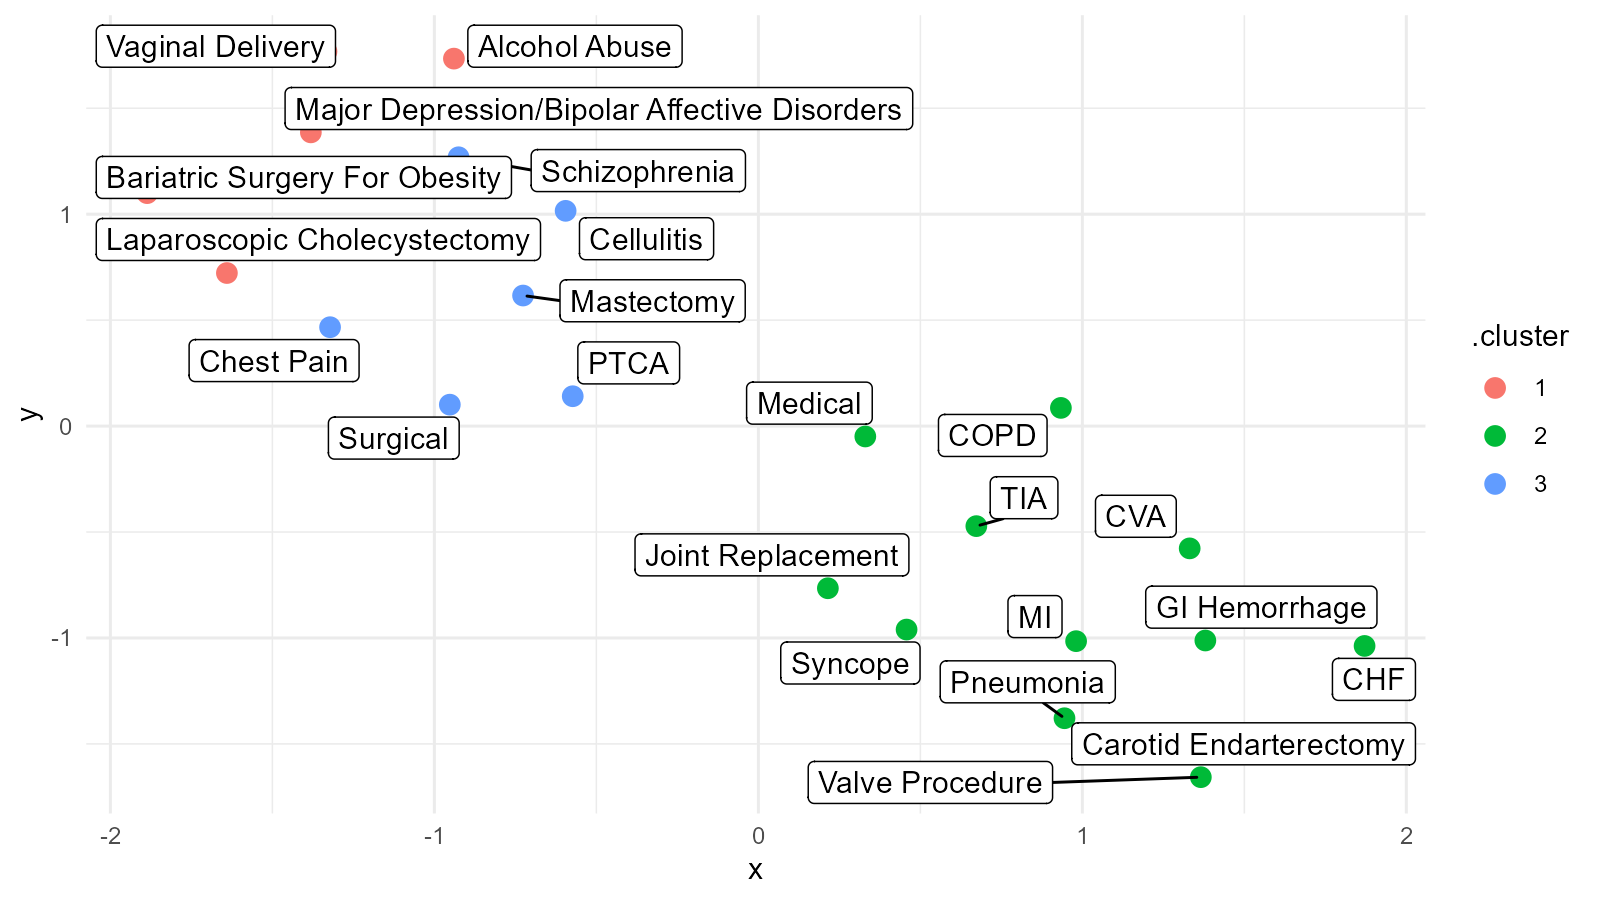 Vaginal Delivery
Alcohol Abuse
Major Depression/Bipolar Affective Disorders
Schizophrenia
Bariatric Surgery For Obesity
1
Laparoscopic Cholecystectomy
Cellulitis
Mastectomy
.cluster
Chest Pain
PTCA
1
Medical
y
0
Surgical
COPD
2
3
TIA
CVA
Joint Replacement
MI
GI Hemorrhage
-1
Syncope
Pneumonia
CHF
Carotid Endarterectomy
Valve Procedure
-2
-1
0
1
2
x